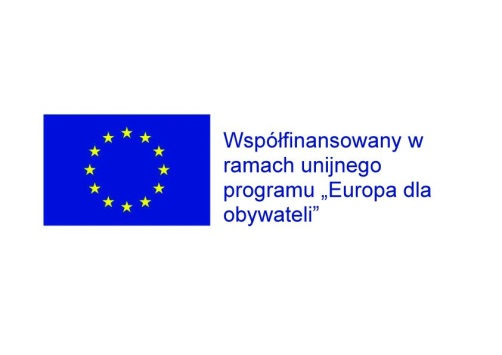 Współfinansowany w
ramach unijnego
programu „Europa dla
obywateli”